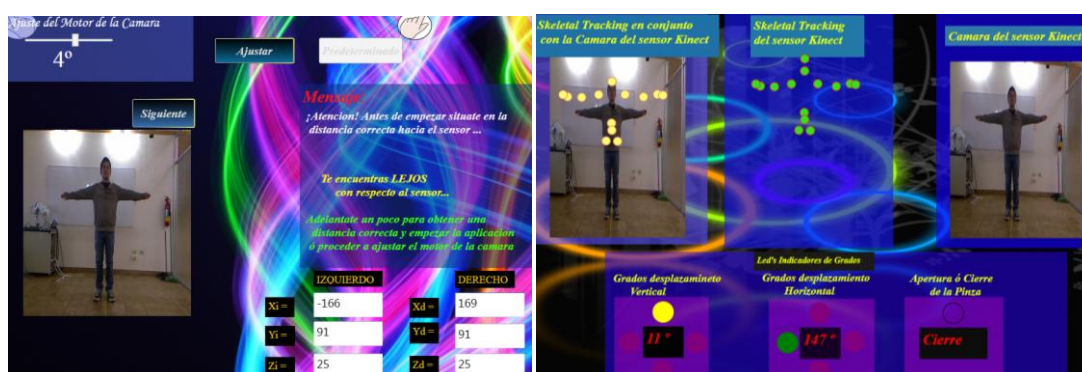 Ajuste del Motor de la Camara
4º
Ajustar
Predeterminado
Siguiente
Mensaje
¡Atencion! Antes de empezar situate en la
distancia correcta hacia el sensor ...
Te encuentras LEJOS
con respecto al sensor...
Adelantate un poco para obtener una
distancia correcta y empezar la aplicacion
ó proceder a ajustar el motor de la camara
IZQUIERDO
DERECHO
Xi = -166
Xd = 169
Yi = 91
Yd = 91
Zi = 25
Zd = 25
Skeletal Tracking en conjunto
con la Camara del sensor Kinect
Skeletal Tracking
del sensor Kinect
Camara del sensor Kinect
Led's Indicadores de Grados
Grados desplazamineto
Vertical
11 °
Grados desplazamiento
Horizontal
147 °
Apertura ó Cierre
de la Pinza
Cierre